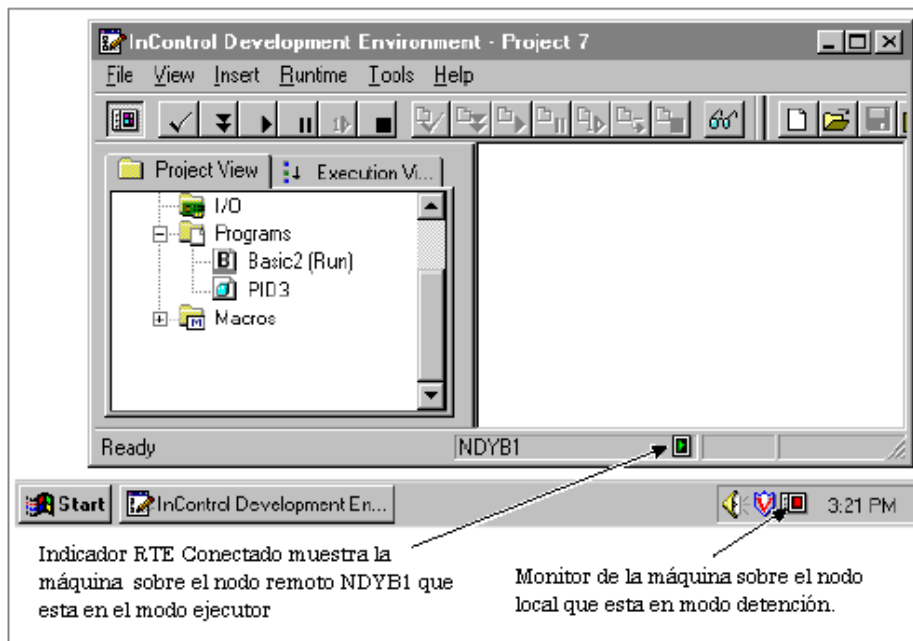 InControl Development Environment - Project 7
File View Insert Runtime Tools Help
Project View Execution Vi...
I/O
Programs
B Basic2 (Run)
PID3
M Macros
Ready NDYB1
Start InControl Development En... 3:21 PM
Indicador RTE Conectado muestra la
máquina sobre el nodo remoto NDYB1 que
esta en el modo ejecutor
Monitor de la máquina sobre el nodo
local que esta en modo detención.